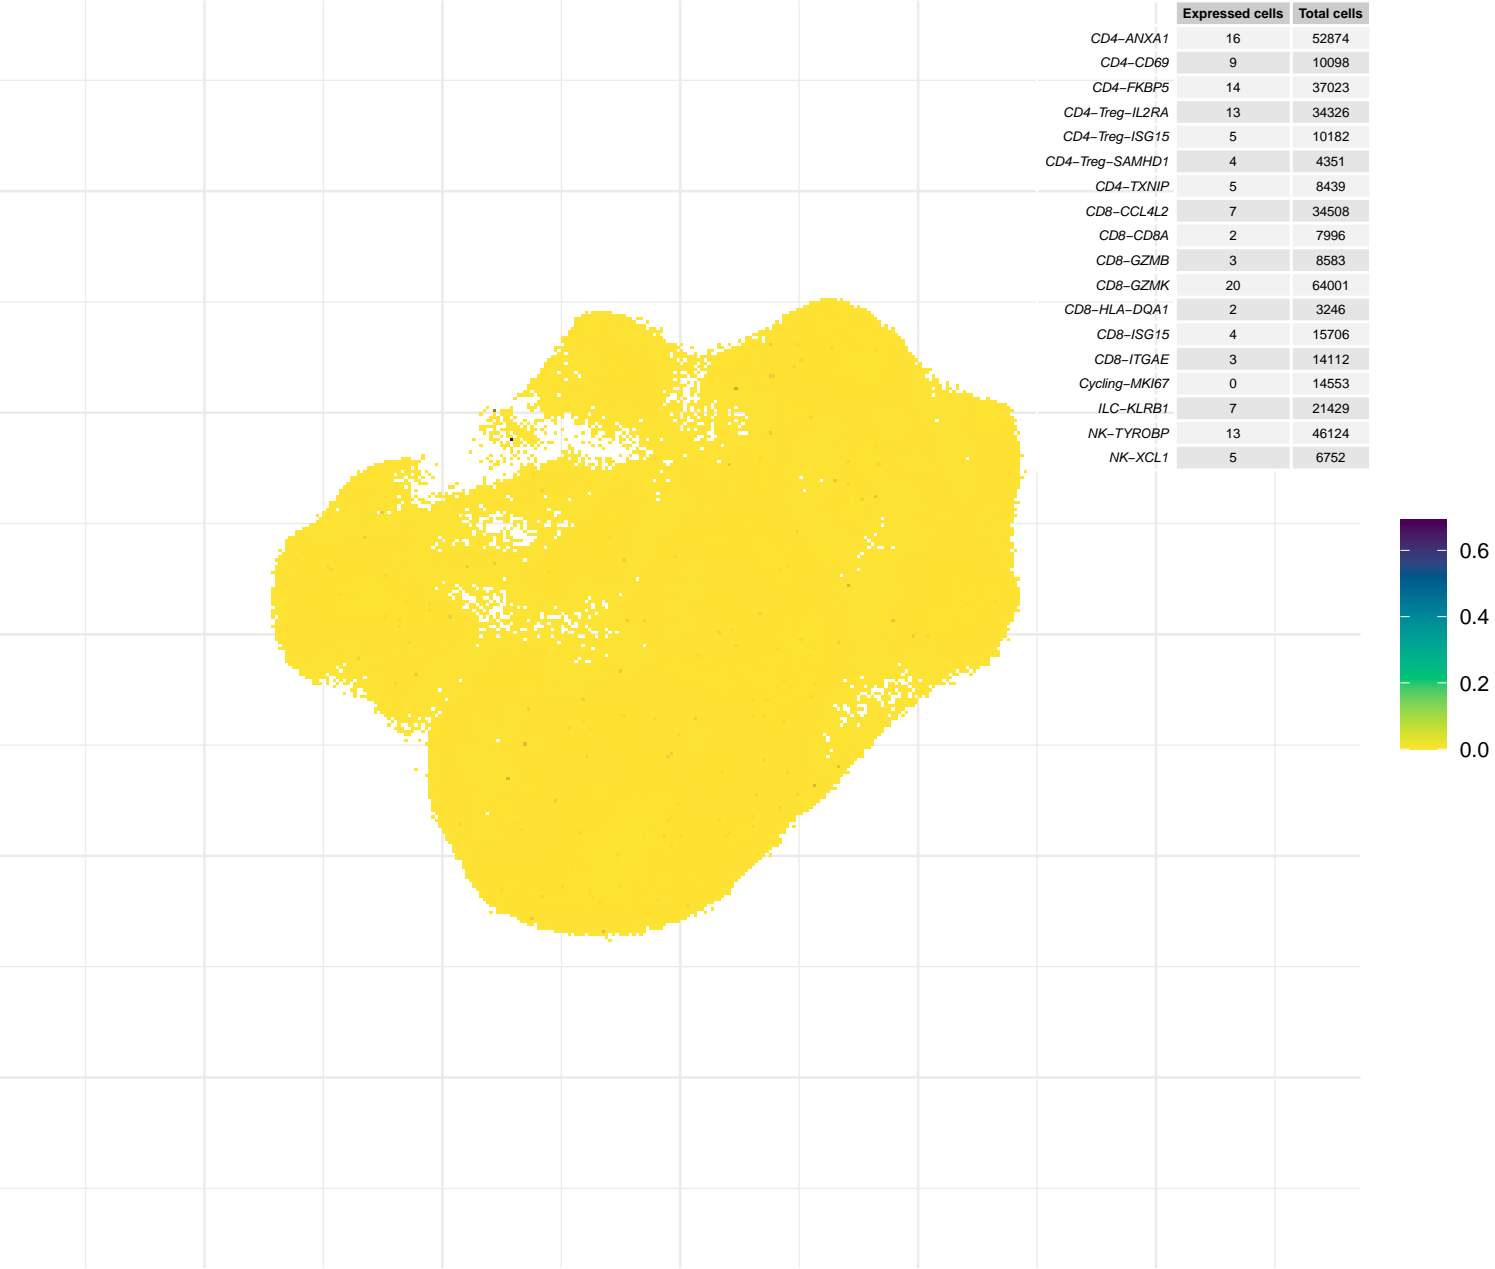 Expressed cells Total cells
CD4−ANXA1 16 52874
CD4−CD69 9 10098
CD4−FKBP5 14 37023
CD4−Treg−IL2RA 13 34326
CD4−Treg−ISG15 5 10182
CD4−Treg−SAMHD1 4 4351
CD4−TXNIP 5 8439
CD8−CCL4L2 7 34508
CD8−CD8A 2 7996
CD8−GZMB 3 8583
CD8−GZMK 20 64001
CD8−HLA−DQA1 2 3246
CD8−ISG15 4 15706
CD8−ITGAE 3 14112
Cycling−MKI67 0 14553
ILC−KLRB1 7 21429
NK−TYROBP 13 46124
NK−XCL1 5 6752
0.6
0.4
0.2
0.0